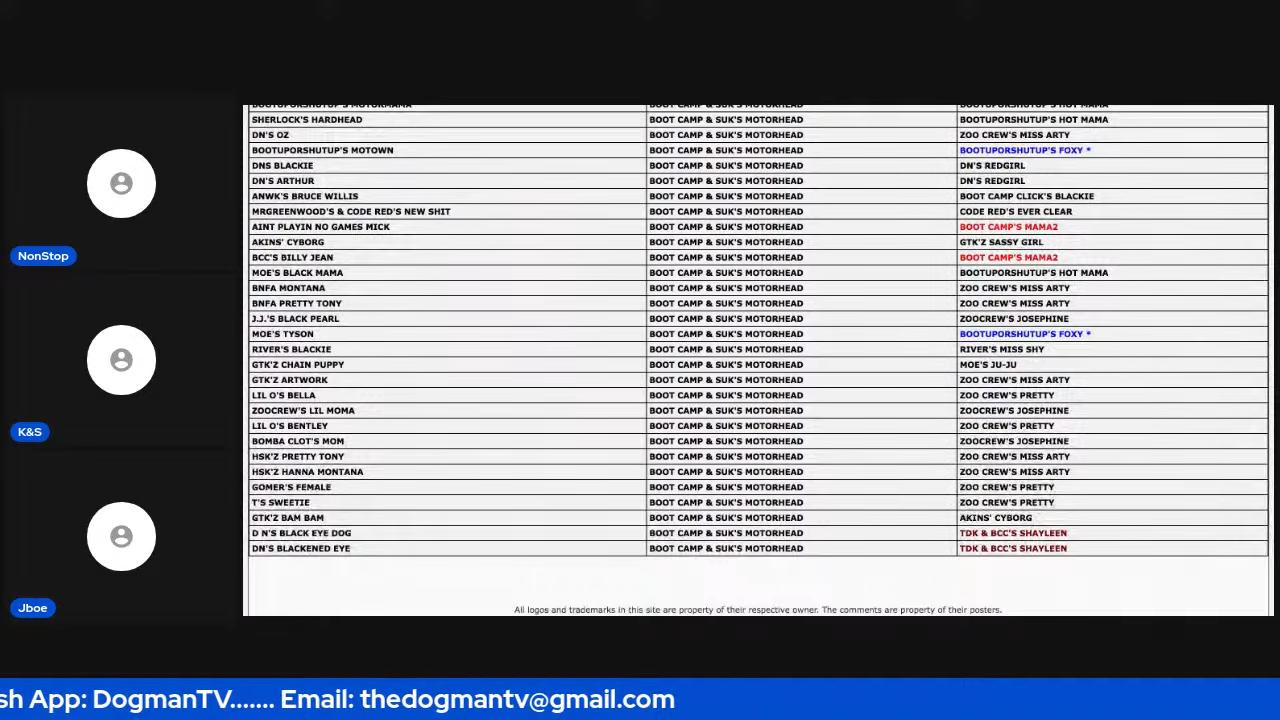 NonStop
K&S
Jboe
BOOTUPORSHUTUP'S MOTORMAMA BOOT CAMP & SUK'S MOTORHEAD BOOTUPORSHUTUP'S HOT MAMA
SHERLOCK'S HARDHEAD BOOT CAMP & SUK'S MOTORHEAD BOOTUPORSHUTUP'S HOT MAMA
DN'S OZ BOOT CAMP & SUK'S MOTORHEAD ZOO CREW'S MISS ARTY
BOOTUPORSHUTUP'S MOTOWN BOOT CAMP & SUK'S MOTORHEAD BOOTUPORSHUTUP'S FOXY *
DNS BLACKIE BOOT CAMP & SUK'S MOTORHEAD DN'S REDGIRL
DN'S ARTHUR BOOT CAMP & SUK'S MOTORHEAD DN'S REDGIRL
ANWK'S BRUCE WILLIS BOOT CAMP & SUK'S MOTORHEAD BOOT CAMP CLICK'S BLACKIE
MRGREENWOOD'S & CODE RED'S NEW SHIT BOOT CAMP & SUK'S MOTORHEAD CODE RED'S EVER CLEAR
AINT PLAYIN NO GAMES MICK BOOT CAMP & SUK'S MOTORHEAD BOOT CAMP'S MAMA2
AKINS' CYBORG BOOT CAMP & SUK'S MOTORHEAD GTK'Z SASSY GIRL
BCC'S BILLY JEAN BOOT CAMP & SUK'S MOTORHEAD BOOT CAMP'S MAMA2
MOE'S BLACK MAMA BOOT CAMP & SUK'S MOTORHEAD BOOTUPORSHUTUP'S HOT MAMA
BNFA MONTANA BOOT CAMP & SUK'S MOTORHEAD ZOO CREW'S MISS ARTY
BNFA PRETTY TONY BOOT CAMP & SUK'S MOTORHEAD ZOO CREW'S MISS ARTY
J.J.'S BLACK PEARL BOOT CAMP & SUK'S MOTORHEAD ZOOCREW'S JOSEPHINE
MOE'S TYSON BOOT CAMP & SUK'S MOTORHEAD BOOTUPORSHUTUP'S FOXY *
RIVER'S BLACKIE BOOT CAMP & SUK'S MOTORHEAD RIVER'S MISS SHY
GTK'Z CHAIN PUPPY BOOT CAMP & SUK'S MOTORHEAD MOE'S JU-JU
GTK'Z ARTWORK BOOT CAMP & SUK'S MOTORHEAD ZOO CREW'S MISS ARTY
LIL O'S BELLA BOOT CAMP & SUK'S MOTORHEAD ZOO CREW'S PRETTY
ZOOCREW'S LIL MOMA BOOT CAMP & SUK'S MOTORHEAD ZOOCREW'S JOSEPHINE
LIL O'S BENTLEY BOOT CAMP & SUK'S MOTORHEAD ZOO CREW'S PRETTY
BOMBA CLOT'S MOM BOOT CAMP & SUK'S MOTORHEAD ZOOCREW'S JOSEPHINE
HSK'Z PRETTY TONY BOOT CAMP & SUK'S MOTORHEAD ZOO CREW'S MISS ARTY
HSK'Z HANNA MONTANA BOOT CAMP & SUK'S MOTORHEAD ZOO CREW'S MISS ARTY
GOMER'S FEMALE BOOT CAMP & SUK'S MOTORHEAD ZOO CREW'S PRETTY
T'S SWEETIE BOOT CAMP & SUK'S MOTORHEAD ZOO CREW'S PRETTY
GTK'Z BAM BAM BOOT CAMP & SUK'S MOTORHEAD AKINS' CYBORG
D N'S BLACK EYE DOG BOOT CAMP & SUK'S MOTORHEAD TDK & BCC'S SHAYLEEN
DN'S BLACKENED EYE BOOT CAMP & SUK'S MOTORHEAD TDK & BCC'S SHAYLEEN
All logos and trademarks in this site are property of their respective owner. The comments are property of their posters.
sh App: DogmanTV....... Email: thedogmantv@gmail.com